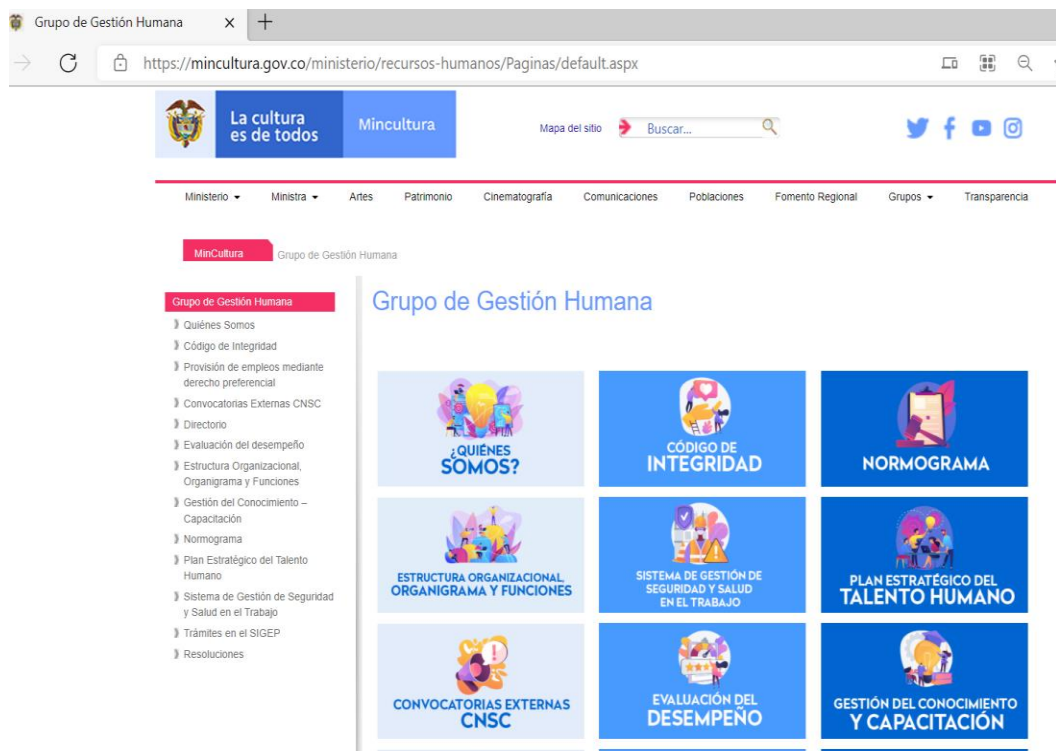 Grupo de Gestión Humana
https://mincultura.gov.co/ministerio/recursos-humanos/Paginas/default.aspx
La cultura
es de todos
Mincultura
Mapa del sitio
Buscar...
Ministerio
Ministra
Artes
Patrimonio
Cinematografía
Comunicaciones
Poblaciones
Fomento Regional
Grupos
Transparencia
MinCultura
Grupo de Gestión Humana
Grupo de Gestión Humana
Quiénes Somos
Código de Integridad
Provisión de empleos mediante
derecho preferencial
Convocatorias Externas CNSC
Directorio
Evaluación del desempeño
Estructura Organizacional,
Organigrama y Funciones
Gestión del Conocimiento –
Capacitación
Normograma
Plan Estratégico del Talento
Humano
Sistema de Gestión de Seguridad
y Salud en el Trabajo
Trámites en el SIGEP
Resoluciones
Grupo de Gestión Humana
¿QUIÉNES
SOMOS?
CÓDIGO DE
INTEGRIDAD
NORMOGRAMA
ESTRUCTURA ORGANIZACIONAL,
ORGANIGRAMA Y FUNCIONES
SISTEMA DE GESTIÓN DE
SEGURIDAD Y SALUD
EN EL TRABAJO
PLAN ESTRATÉGICO DEL
TALENTO HUMANO
CONVOCATORIAS EXTERNAS
CNSC
EVALUACIÓN DEL
DESEMPEÑO
GESTIÓN DEL CONOCIMIENTO
Y CAPACITACIÓN